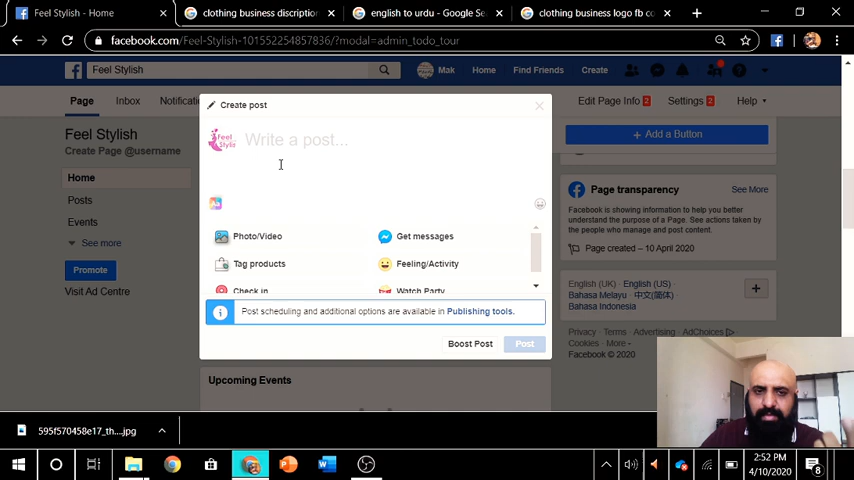 Feel Stylish - Home
clothing business discription
english to urdu - Google Se
clothing business logo fb co
facebook.com/Feel-Stylish-101552254857836/?modal=admin_todo_tour
Feel Stylish
Mak
Home
Find Friends
Create
Page
Inbox
Notificatio
Edit Page Info 2
Settings 2
Help
Feel Stylish
Create Page @username
Home
Posts
Events
See more
Promote
Visit Ad Centre
Create post
Feel
Stylis
Write a post...
Photo/Video
Get messages
Tag products
Feeling/Activity
Check in
Watch Party
Post scheduling and additional options are available in Publishing tools.
Boost Post
Post
Upcoming Events
+ Add a Button
Page transparency
See More
Facebook is showing information to help you better
understand the purpose of a Page. See actions taken by
the people who manage and post content.
Page created – 10 April 2020
English (UK) · English (US) ·
Bahasa Melayu · 中文(简体) ·
Bahasa Indonesia
Privacy · Terms · Advertising · AdChoices
Cookies · More
Facebook © 2020
595f570458e17_th....jpg
2:52 PM
4/10/2020
8